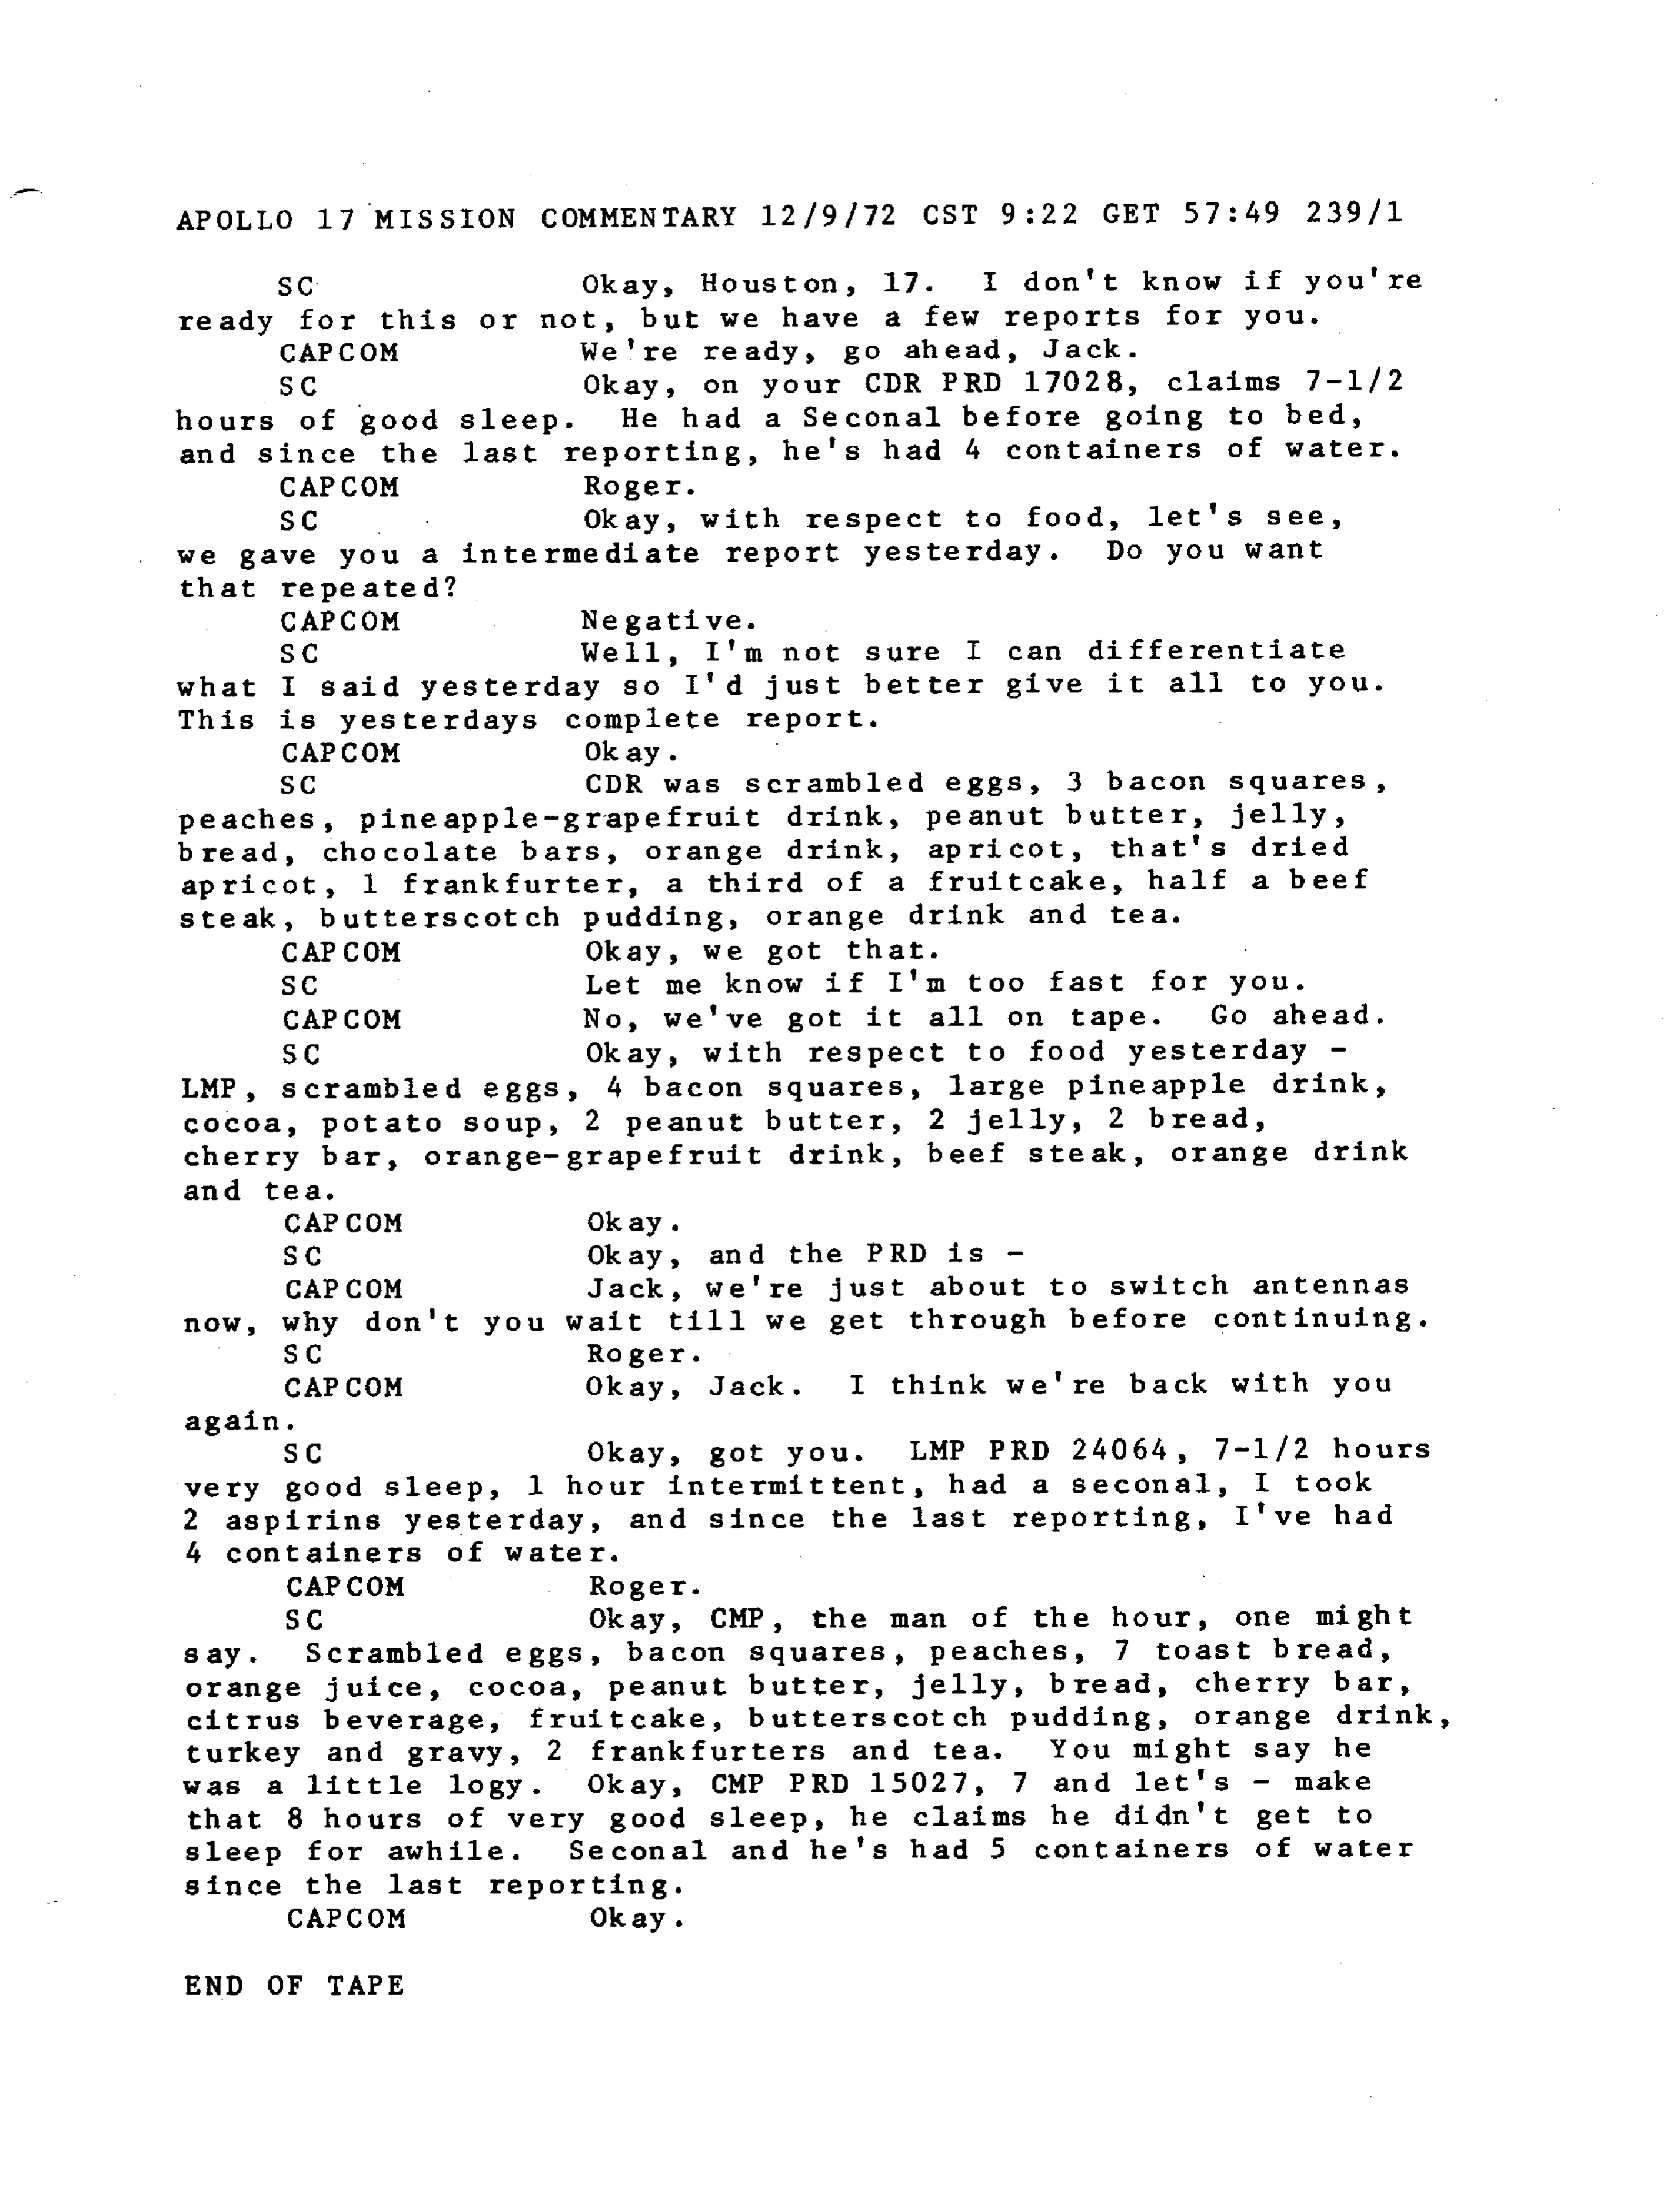 APOLLO 17 MISSION COMMENTARY 12/9/72 CST 9:22 GET 57:49 239/1
SC Okay, Houston, 17. I don't know if you're
ready for this or not, but we have a few reports for you.
CAPCOM We're ready, go ahead, Jack.
SC Okay, on your CDR PRD 17028, claims 7-1/2
hours of good sleep. He had a Seconal before going to bed,
and since the last reporting, he's had 4 containers of water.
CAPCOM Roger.
SC Okay, with respect to food, let's see,
we gave you a intermediate report yesterday. Do you want
that repeated?
CAPCOM Negative.
SC Well, I'm not sure I can differentiate
what I said yesterday so I'd just better give it all to you.
This is yesterdays complete report.
CAPCOM Okay.
SC CDR was scrambled eggs, 3 bacon squares,
peaches, pineapple-grapefruit drink, peanut butter, jelly,
bread, chocolate bars, orange drink, apricot, that's dried
apricot, 1 frankfurter, a third of a fruitcake, half a beef
steak, butterscotch pudding, orange drink and tea.
CAPCOM Okay, we got that.
SC Let me know if I'm too fast for you.
CAPCOM No, we've got it all on tape. Go ahead.
SC Okay, with respect to food yesterday -
LMP, scrambled eggs, 4 bacon squares, large pineapple drink,
cocoa, potato soup, 2 peanut butter, 2 jelly, 2 bread,
cherry bar, orange-grapefruit drink, beef steak, orange drink
and tea.
CAPCOM Okay.
SC Okay, and the PRD is -
CAPCOM Jack, we're just about to switch antennas
now, why don't you wait till we get through before continuing.
SC Roger.
CAPCOM Okay, Jack. I think we're back with you
again.
SC Okay, got you. LMP PRD 24064, 7-1/2 hours
very good sleep, 1 hour intermittent, had a seconal, I took
2 aspirins yesterday, and since the last reporting, I've had
4 containers of water.
CAPCOM Roger.
SC Okay, CMP, the man of the hour, one might
say. Scrambled eggs, bacon squares, peaches, 7 toast bread,
orange juice, cocoa, peanut butter, jelly, bread, cherry bar,
citrus beverage, fruitcake, butterscotch pudding, orange drink,
turkey and gravy, 2 frankfurters and tea. You might say he
was a little logy. Okay, CMP PRD 15027, 7 and let's - make
that 8 hours of very good sleep, he claims he didn't get to
sleep for awhile. Seconal and he's had 5 containers of water
since the last reporting.
CAPCOM Okay.
END OF TAPE